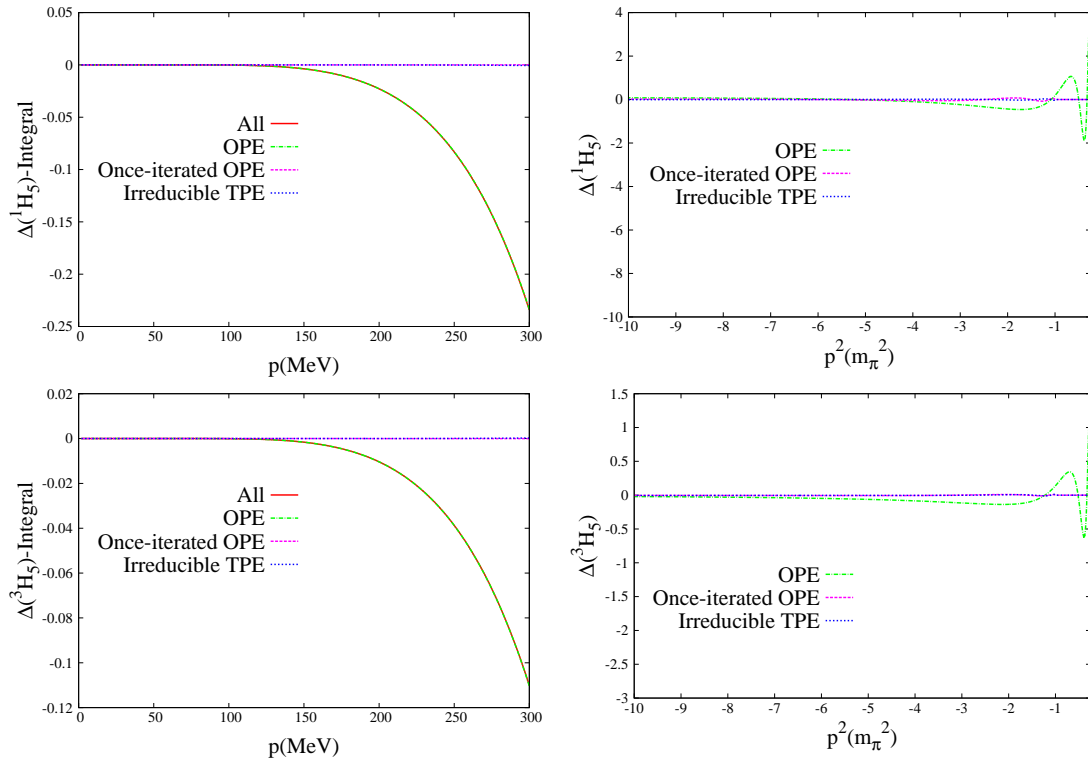 0.05
0
-0.05
-0.1
-0.15
-0.2
-0.25
Δ(¹H₅)-Integral
All
OPE
Once-iterated OPE
Irreducible TPE
0 50 100 150 200 250 300
p(MeV)
4
2
0
-2
-4
-6
-8
-10
Δ(¹H₅)
OPE
Once-iterated OPE
Irreducible TPE
-10 -9 -8 -7 -6 -5 -4 -3 -2 -1
p²(m_π²)
0.02
0
-0.02
-0.04
-0.06
-0.08
-0.1
-0.12
Δ(³H₅)-Integral
All
OPE
Once-iterated OPE
Irreducible TPE
0 50 100 150 200 250 300
p(MeV)
1.5
1
0.5
0
-0.5
-1
-1.5
-2
-2.5
-3
Δ(³H₅)
OPE
Once-iterated OPE
Irreducible TPE
-10 -9 -8 -7 -6 -5 -4 -3 -2 -1
p²(m_π²)